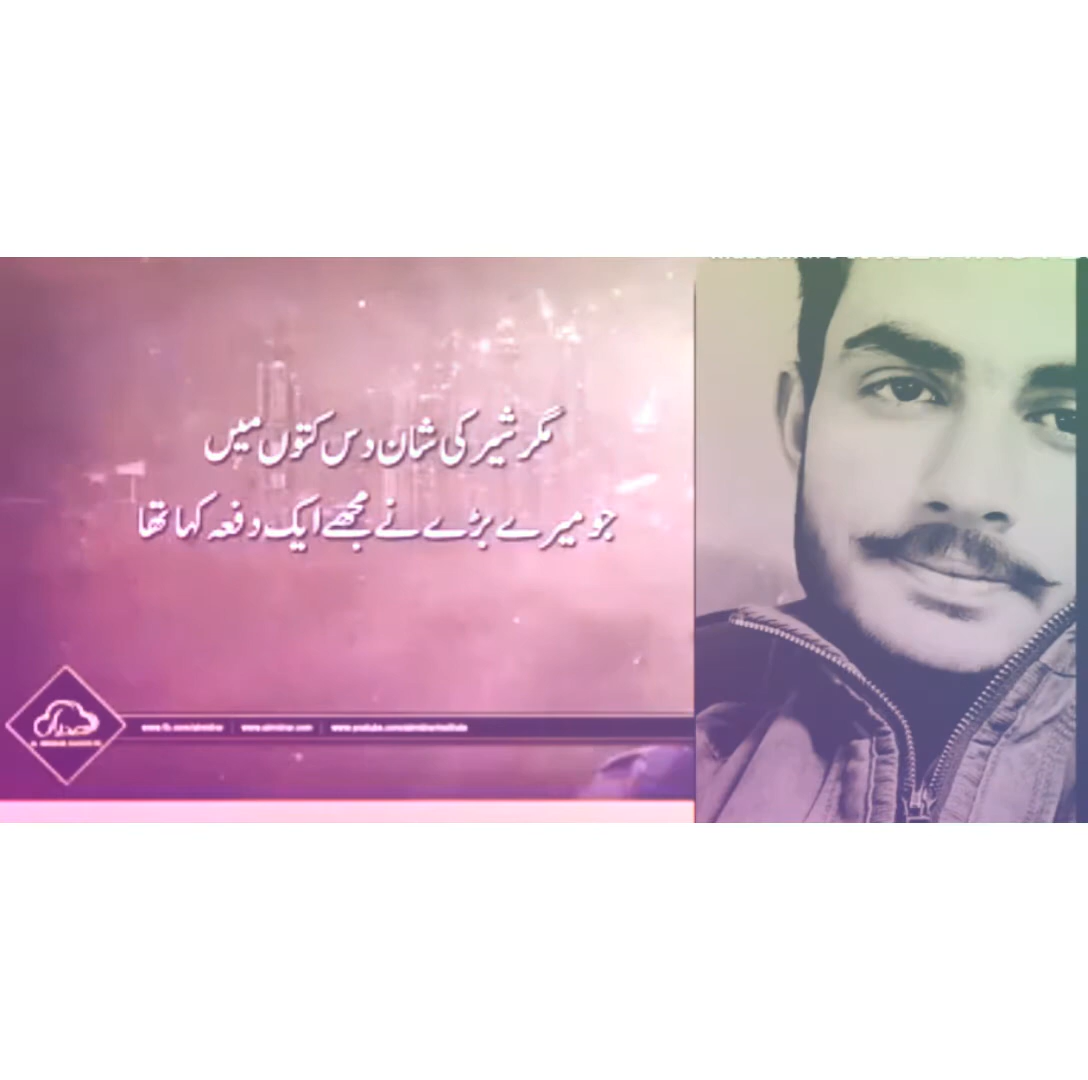 مگر شیر کی شان دس کتوں میں
جو میرے بڑے نے مجھے ایک دفعہ کہا تھا